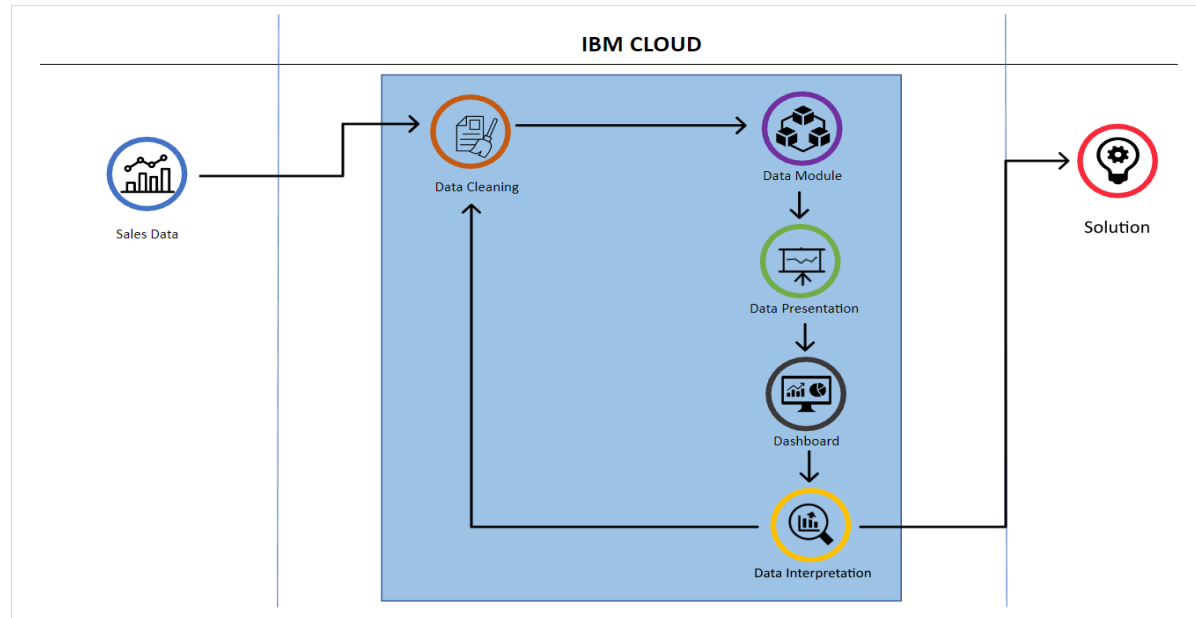 IBM CLOUD
Sales Data
Data Cleaning
Data Module
Data Presentation
Dashboard
Data Interpretation
Solution